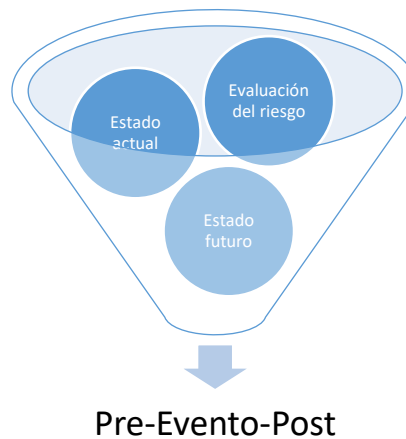 Evaluación
del riesgo
Estado
actual
Estado
futuro
Pre-Evento-Post